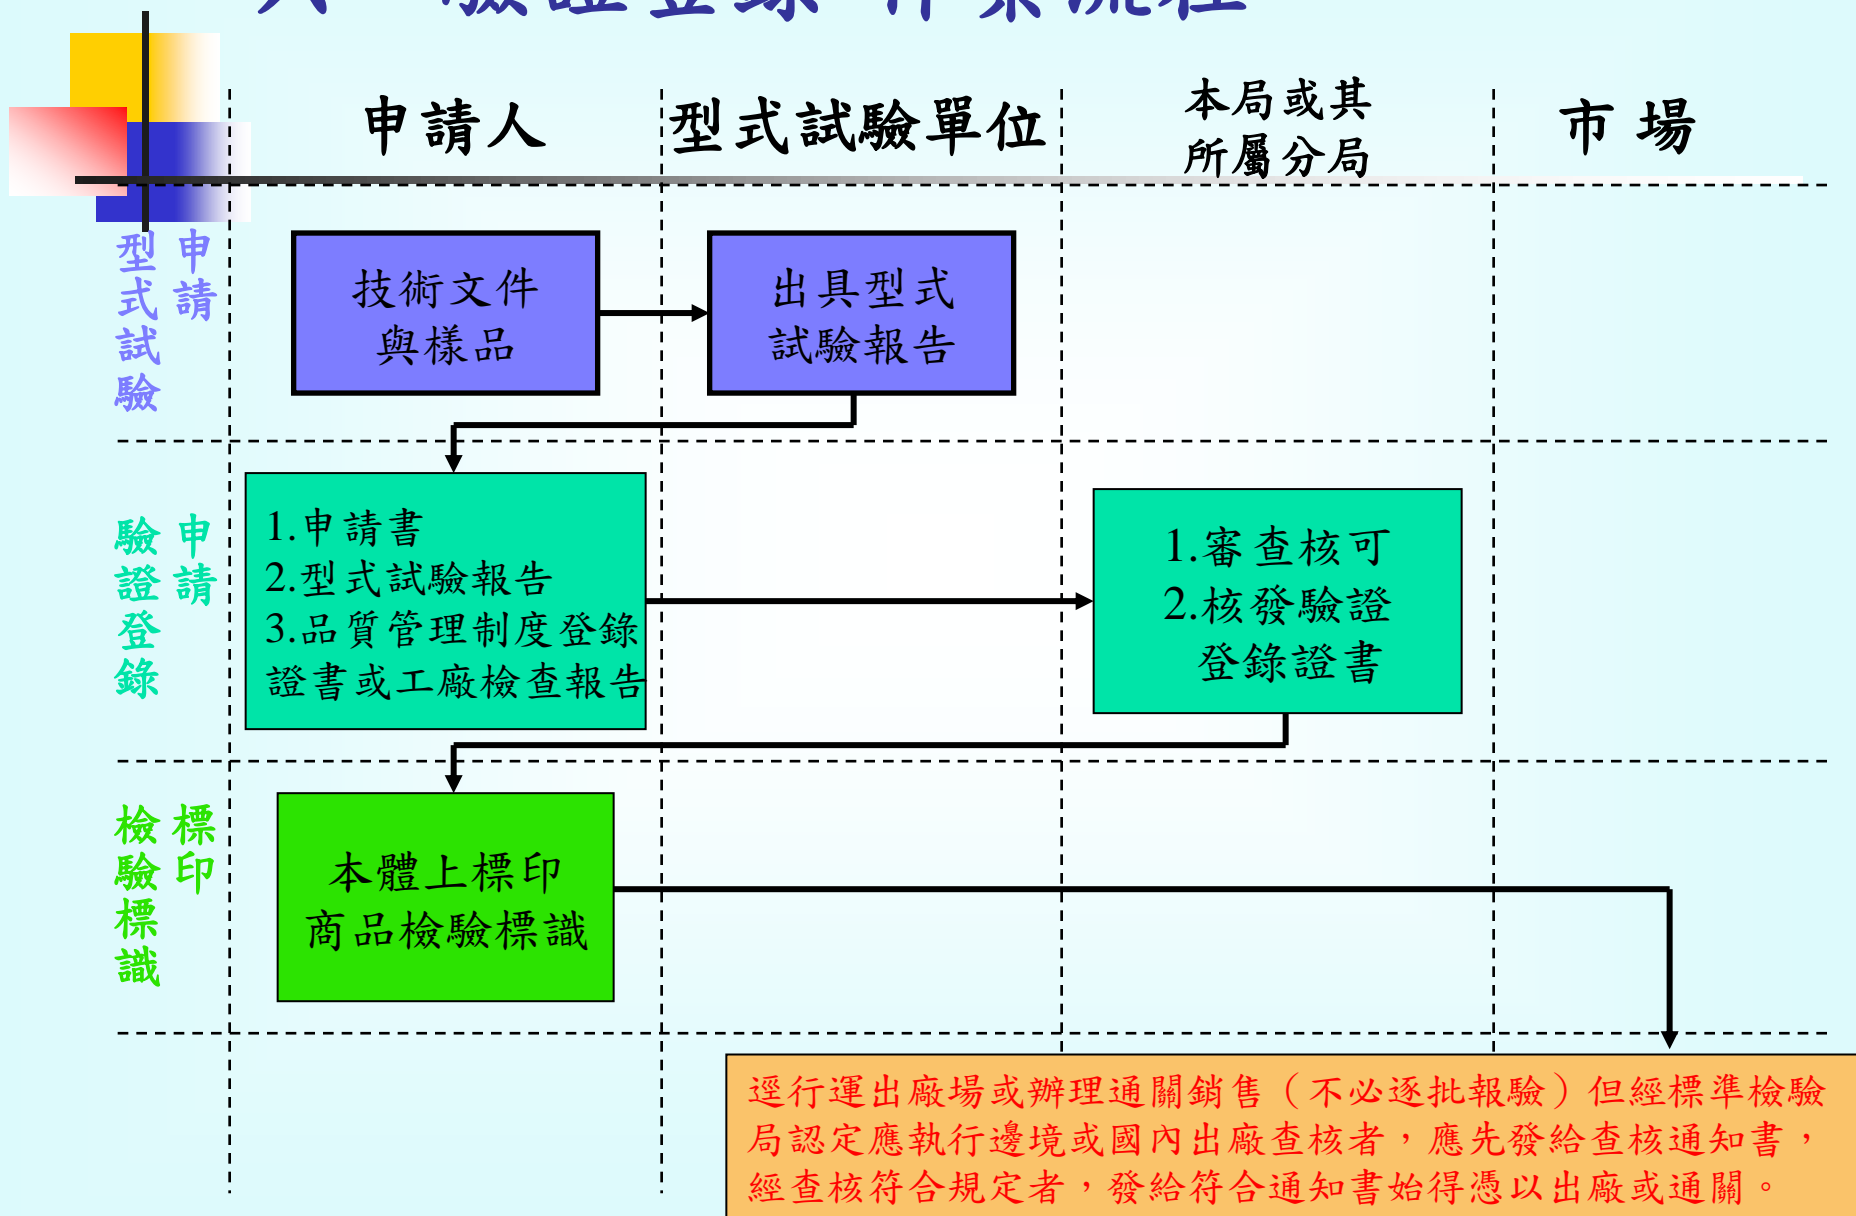 驗證登錄 作業流程
申請人
型式試驗單位
本局或其
所屬分局
市 場
申請
型式試驗
技術文件
與樣品
出具型式
試驗報告
申請
驗證登錄
1.申請書
2.型式試驗報告
3.品質管理制度登錄
證書或工廠檢查報告
1.審查核可
2.核發驗證
登錄證書
標印
檢驗標識
本體上標印
商品檢驗標識
逕行運出廠場或辦理通關銷售（不必逐批報驗）但經標準檢驗
局認定應執行邊境或國內出廠查核者，應先發給查核通知書，
經查核符合規定者，發給符合通知書始得憑以出廠或通關。